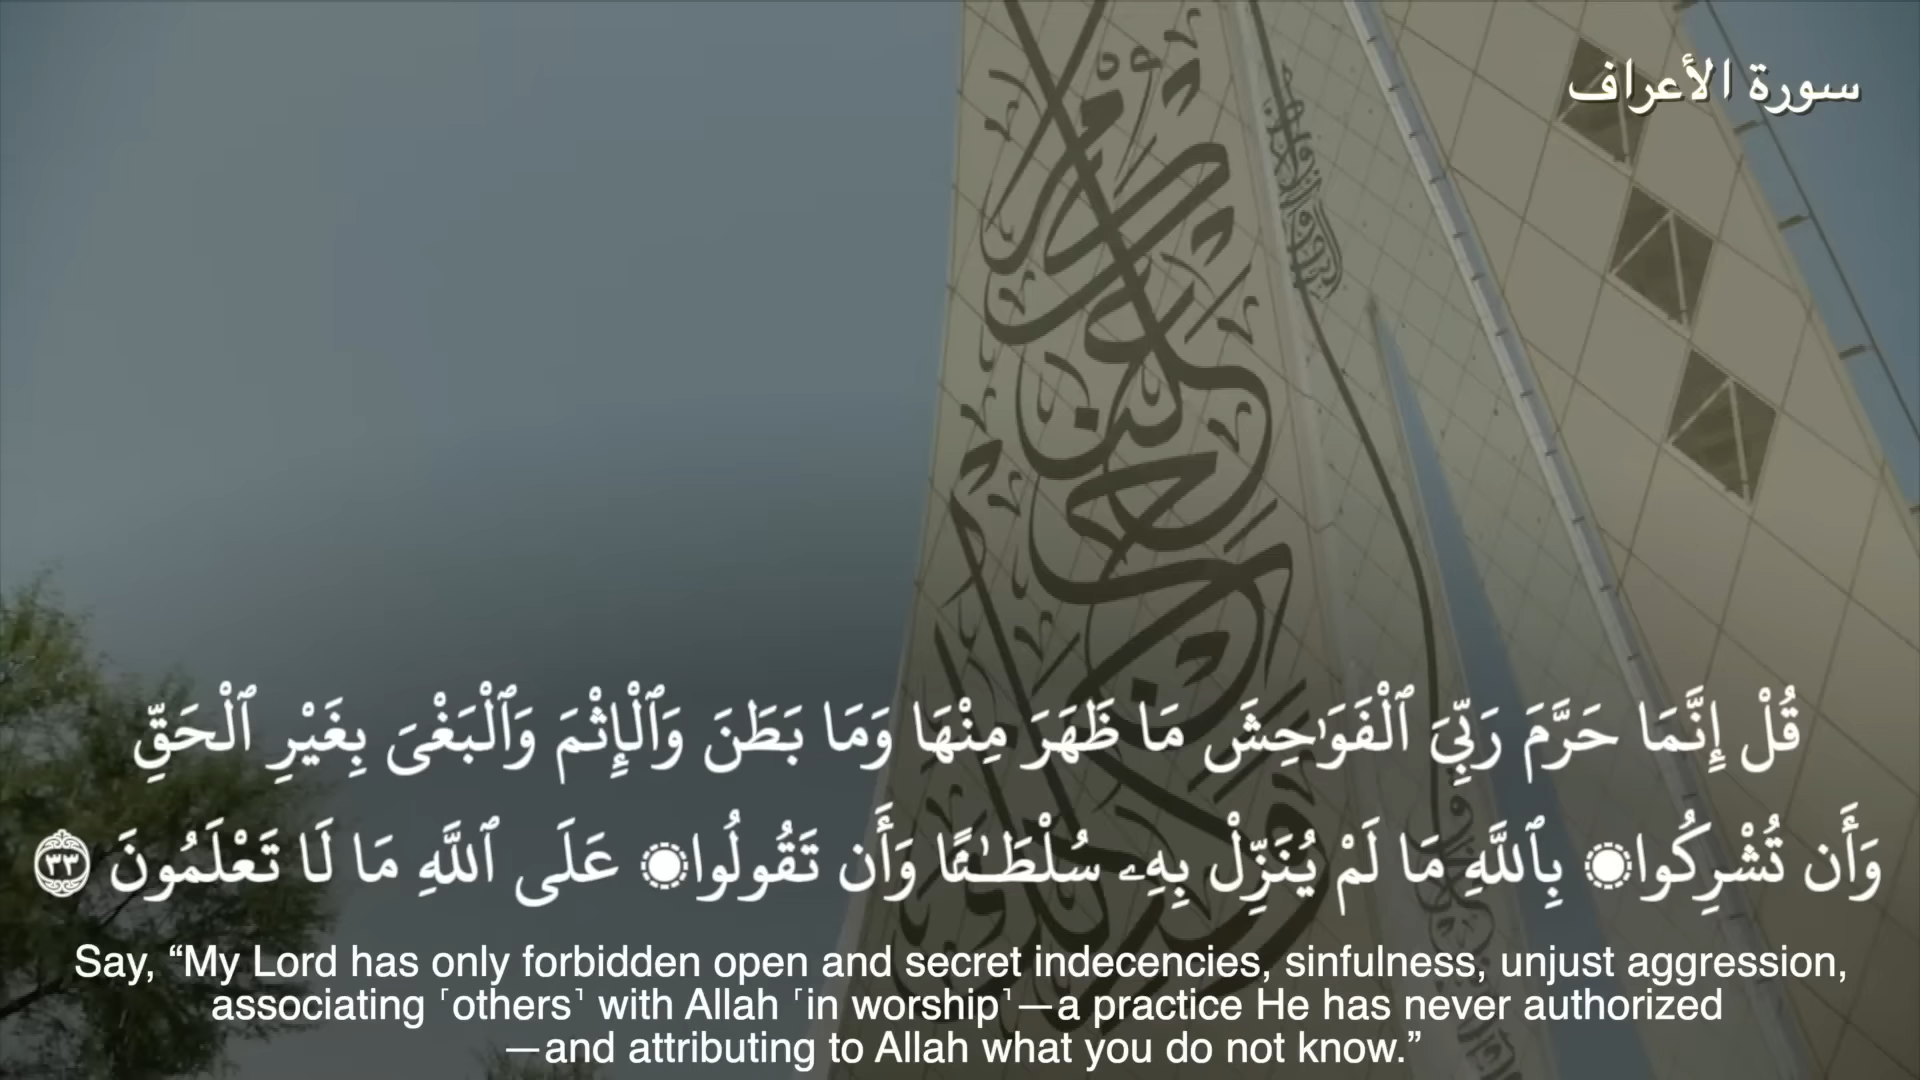 سورة الأعراف
قُلْ إِنَّمَا حَرَّمَ رَبِّىَ ٱلْفَوَٰحِشَ مَا ظَهَرَ مِنْهَا وَمَا بَطَنَ وَٱلْإِثْمَ وَٱلْبَغْىَ بِغَيْرِ ٱلْحَقِّ
وَأَن تُشْرِكُوا۟ بِٱللَّهِ مَا لَمْ يُنَزِّلْ بِهِۦ سُلْطَـٰنًا وَأَن تَقُولُوا۟ عَلَى ٱللَّهِ مَا لَا تَعْلَمُونَ ٣٣
Say, “My Lord has only forbidden open and secret indecencies, sinfulness, unjust aggression,
associating ˹others˺ with Allah ˹in worship˺—a practice He has never authorized
—and attributing to Allah what you do not know.”